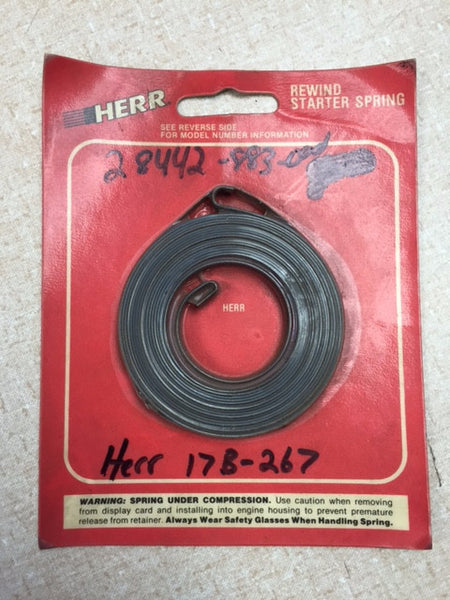 HERR
REWIND
STARTER SPRING
SEE REVERSE SIDE
FOR MODEL NUMBER INFORMATION
28442-883-
HERR
Herr 17B-267
WARNING: SPRING UNDER COMPRESSION. Use caution when removing
from display card and installing into engine housing to prevent premature
release from retainer. Always Wear Safety Glasses When Handling Spring.